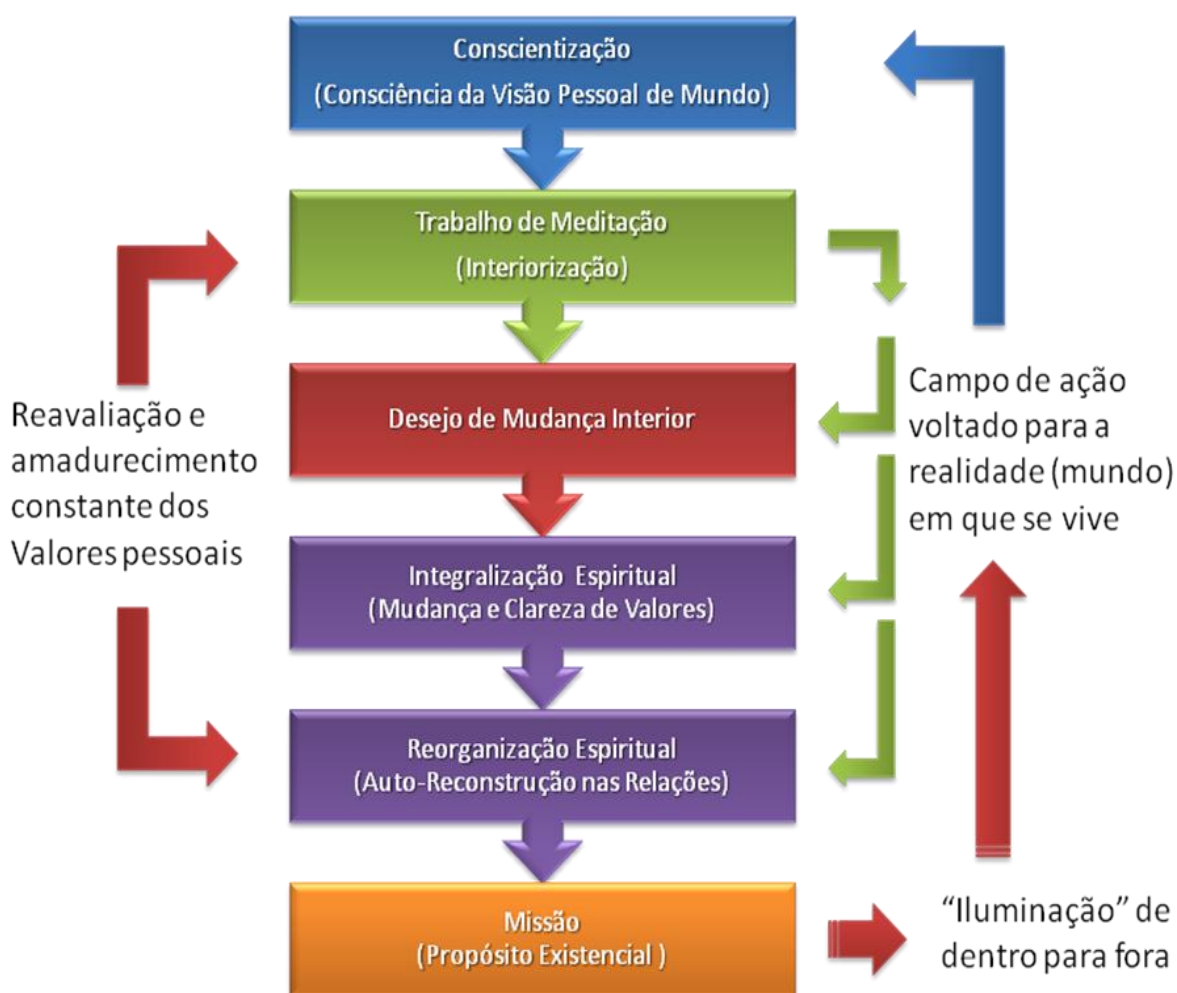 Conscientização
(Consciência da Visão Pessoal de Mundo)
Trabalho de Meditação
(Interiorização)
Desejo de Mudança Interior
Integralização Espiritual
(Mudança e Clareza de Valores)
Reorganização Espiritual
(Auto-Reconstrução nas Relações)
Missão
(Propósito Existencial )
Reavaliação e
amadurecimento
constante dos
Valores pessoais
Campo de ação
voltado para a
realidade (mundo)
em que se vive
“Iluminação” de
dentro para fora